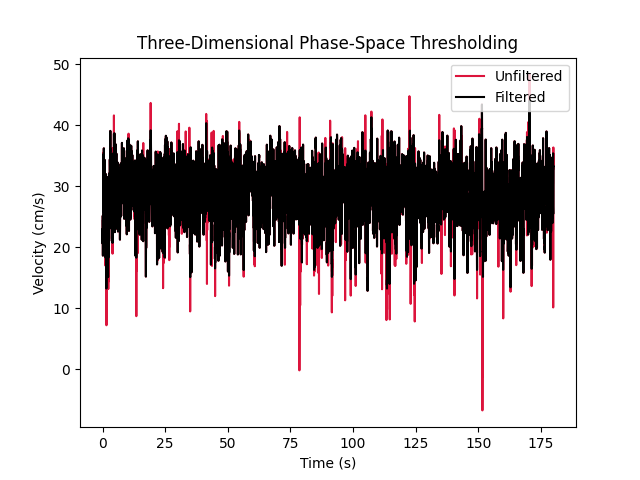 Three-Dimensional Phase-Space Thresholding
Unfiltered
Filtered
50
40
30
20
10
0
Velocity (cm/s)
0 25 50 75 100 125 150 175
Time (s)